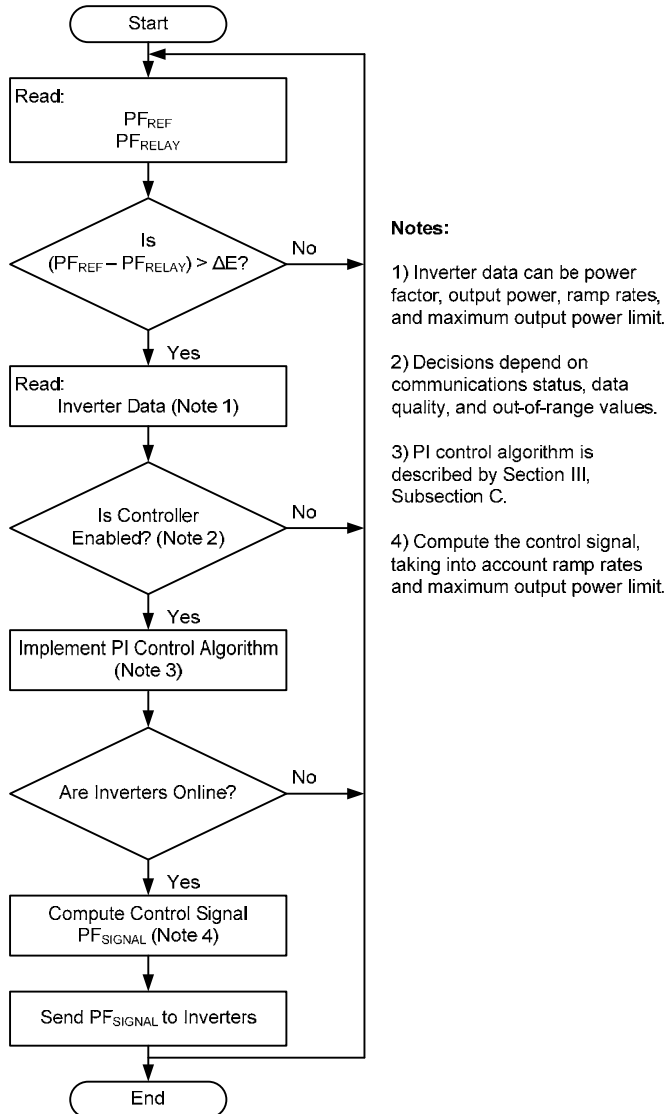 Start
Read:
PFREF
PFRELAY
Is
(PFREF – PFRELAY) > ΔE?
No
Yes
Read:
Inverter Data (Note 1)
Is Controller
Enabled? (Note 2)
No
Yes
Implement PI Control Algorithm
(Note 3)
Are Inverters Online?
No
Yes
Compute Control Signal
PFSIGNAL (Note 4)
Send PFSIGNAL to Inverters
End
Notes:
1) Inverter data can be power
factor, output power, ramp rates,
and maximum output power limit.
2) Decisions depend on
communications status, data
quality, and out-of-range values.
3) PI control algorithm is
described by Section III,
Subsection C.
4) Compute the control signal,
taking into account ramp rates
and maximum output power limit.